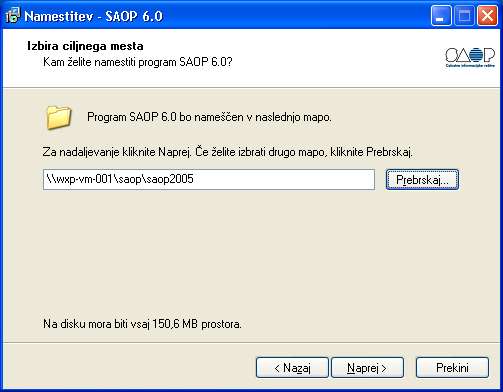 Namestitev - SAOP 6.0
Izbira ciljnega mesta
Kam želite namestiti program SAOP 6.0?
SAOP
Celostne informacijske rešitve
Program SAOP 6.0 bo nameščen v naslednjo mapo.
Za nadaljevanje kliknite Naprej. Če želite izbrati drugo mapo, kliknite Prebrskaj.
\\wxp-vm-001\saop\saop2005
Prebrskaj...
Na disku mora biti vsaj 150,6 MB prostora.
< Nazaj
Naprej >
Prekini